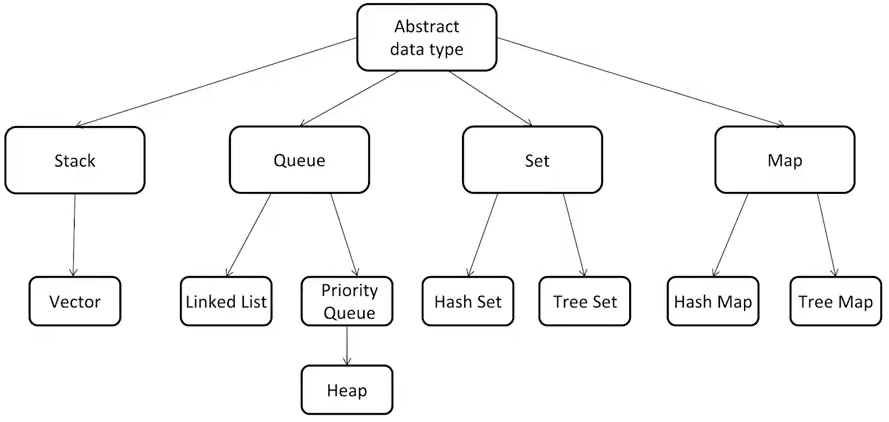 Abstract
data type
Stack
Queue
Set
Map
Vector
Linked List
Priority
Queue
Hash Set
Tree Set
Hash Map
Tree Map
Heap